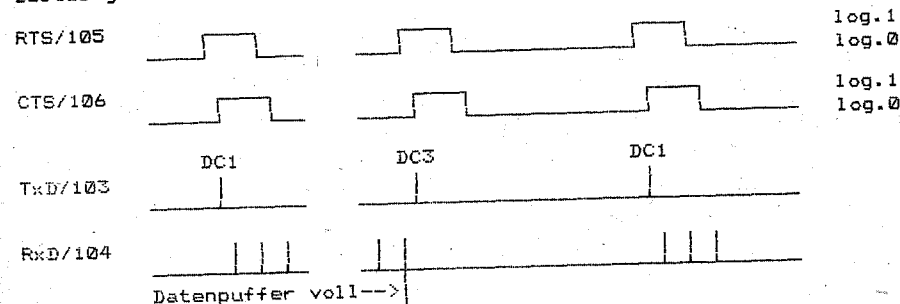 log.1
RTS/105
log.0
log.1
CTS/106
log.0
DC1 DC3 DC1
TxD/103
RxD/104
Datenpuffer voll-->